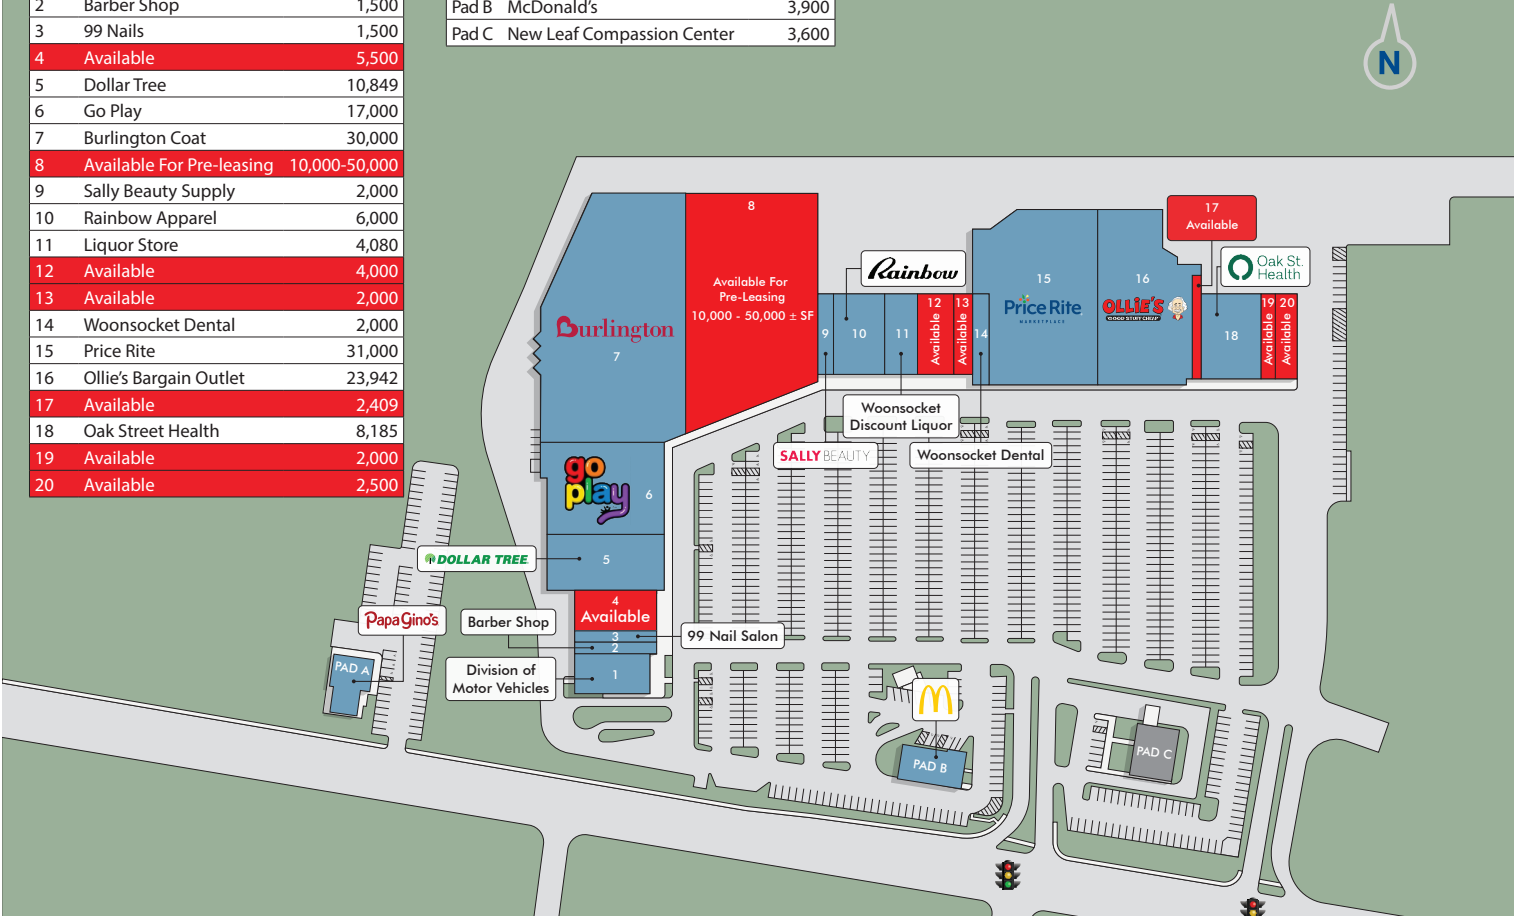 2 Barber Shop 1,500
3 99 Nails 1,500
4 Available 5,500
5 Dollar Tree 10,849
6 Go Play 17,000
7 Burlington Coat 30,000
8 Available For Pre-leasing 10,000-50,000
9 Sally Beauty Supply 2,000
10 Rainbow Apparel 6,000
11 Liquor Store 4,080
12 Available 4,000
13 Available 2,000
14 Woonsocket Dental 2,000
15 Price Rite 31,000
16 Ollie's Bargain Outlet 23,942
17 Available 2,409
18 Oak Street Health 8,185
19 Available 2,000
20 Available 2,500
Pad B McDonald's 3,900
Pad C New Leaf Compassion Center 3,600
N
8
Available For
Pre-Leasing
10,000 - 50,000 ± SF
Burlington
7
Rainbow
9
10
11
12
Available
13
Available
14
15
Price Rite
MARKETPLACE
16
OLLIE'S
GOOD STUFF CHEAP
17
Available
Oak St.
Health
18
19
Available
20
Available
Woonsocket
Discount Liquor
SALLY BEAUTY
Woonsocket Dental
go
play
6
DOLLAR TREE
5
4
Available
Papa Gino's
Barber Shop
3
99 Nail Salon
2
Division of
Motor Vehicles
1
PAD A
M
PAD B
PAD C